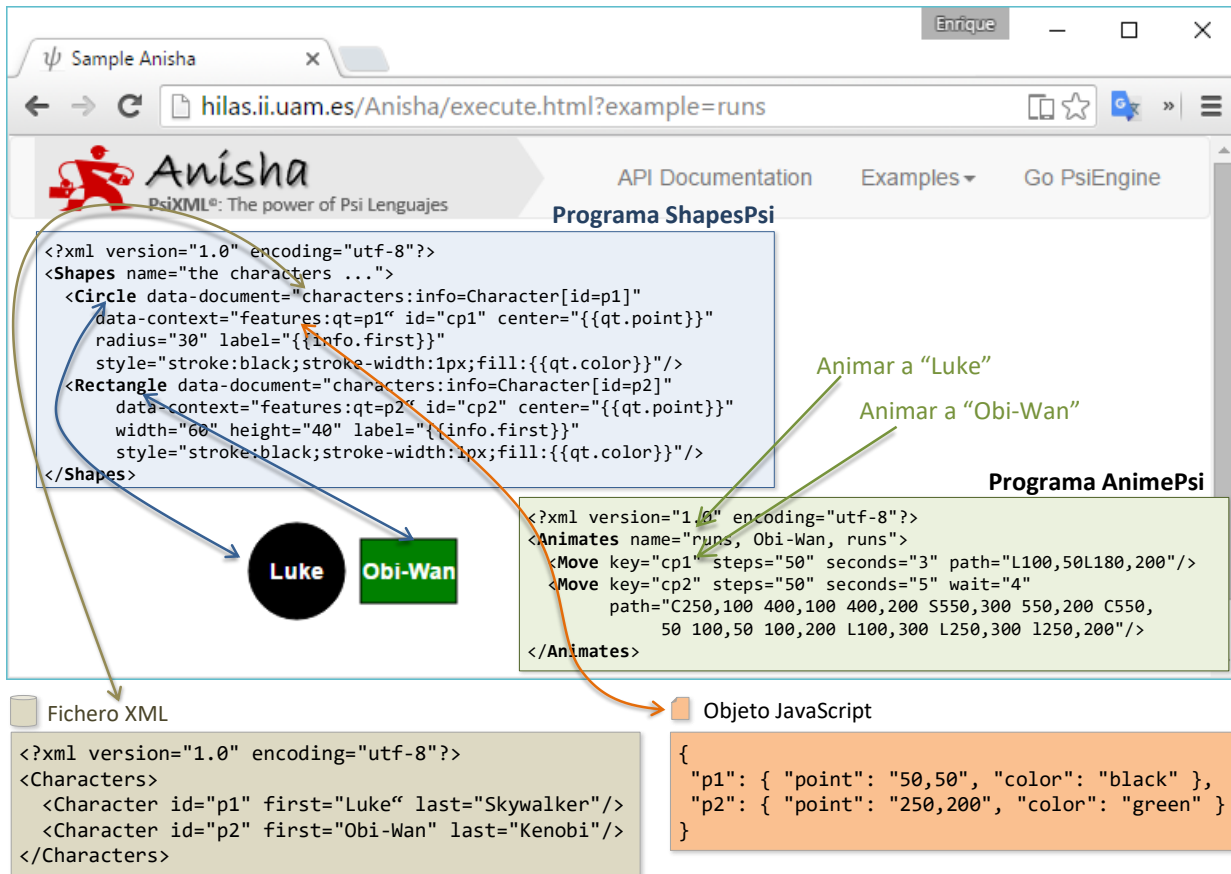 Enrique
ψ Sample Anisha
hilas.ii.uam.es/Anisha/execute.html?example=runs
Anisha
PsiXML©: The power of Psi Lenguajes
API Documentation Examples Go PsiEngine
Programa ShapesPsi
<?xml version="1.0" encoding="utf-8"?>
<Shapes name="the characters ...">
<Circle data-document="characters:info=Character[id=p1]"
data-context="features:qt=p1“ id="cp1" center="{{qt.point}}"
radius="30" label="{{info.first}}"
style="stroke:black;stroke-width:1px;fill:{{qt.color}}"/>
<Rectangle data-document="characters:info=Character[id=p2]"
data-context="features:qt=p2“ id="cp2" center="{{qt.point}}"
width="60" height="40" label="{{info.first}}"
style="stroke:black;stroke-width:1px;fill:{{qt.color}}"/>
</Shapes>
Animar a “Luke”
Animar a “Obi-Wan”
Luke
Obi-Wan
Programa AnimePsi
<?xml version="1.0" encoding="utf-8"?>
<Animates name="runs, Obi-Wan, runs">
<Move key="cp1" steps="50" seconds="3" path="L100,50L180,200"/>
<Move key="cp2" steps="50" seconds="5" wait="4"
path="C250,100 400,100 400,200 S550,300 550,200 C550,
50 100,50 100,200 L100,300 L250,300 l250,200"/>
</Animates>
Fichero XML
<?xml version="1.0" encoding="utf-8"?>
<Characters>
<Character id="p1" first="Luke“ last="Skywalker"/>
<Character id="p2" first="Obi-Wan" last="Kenobi"/>
</Characters>
Objeto JavaScript
{
"p1": { "point": "50,50", "color": "black" },
"p2": { "point": "250,200", "color": "green" }
}